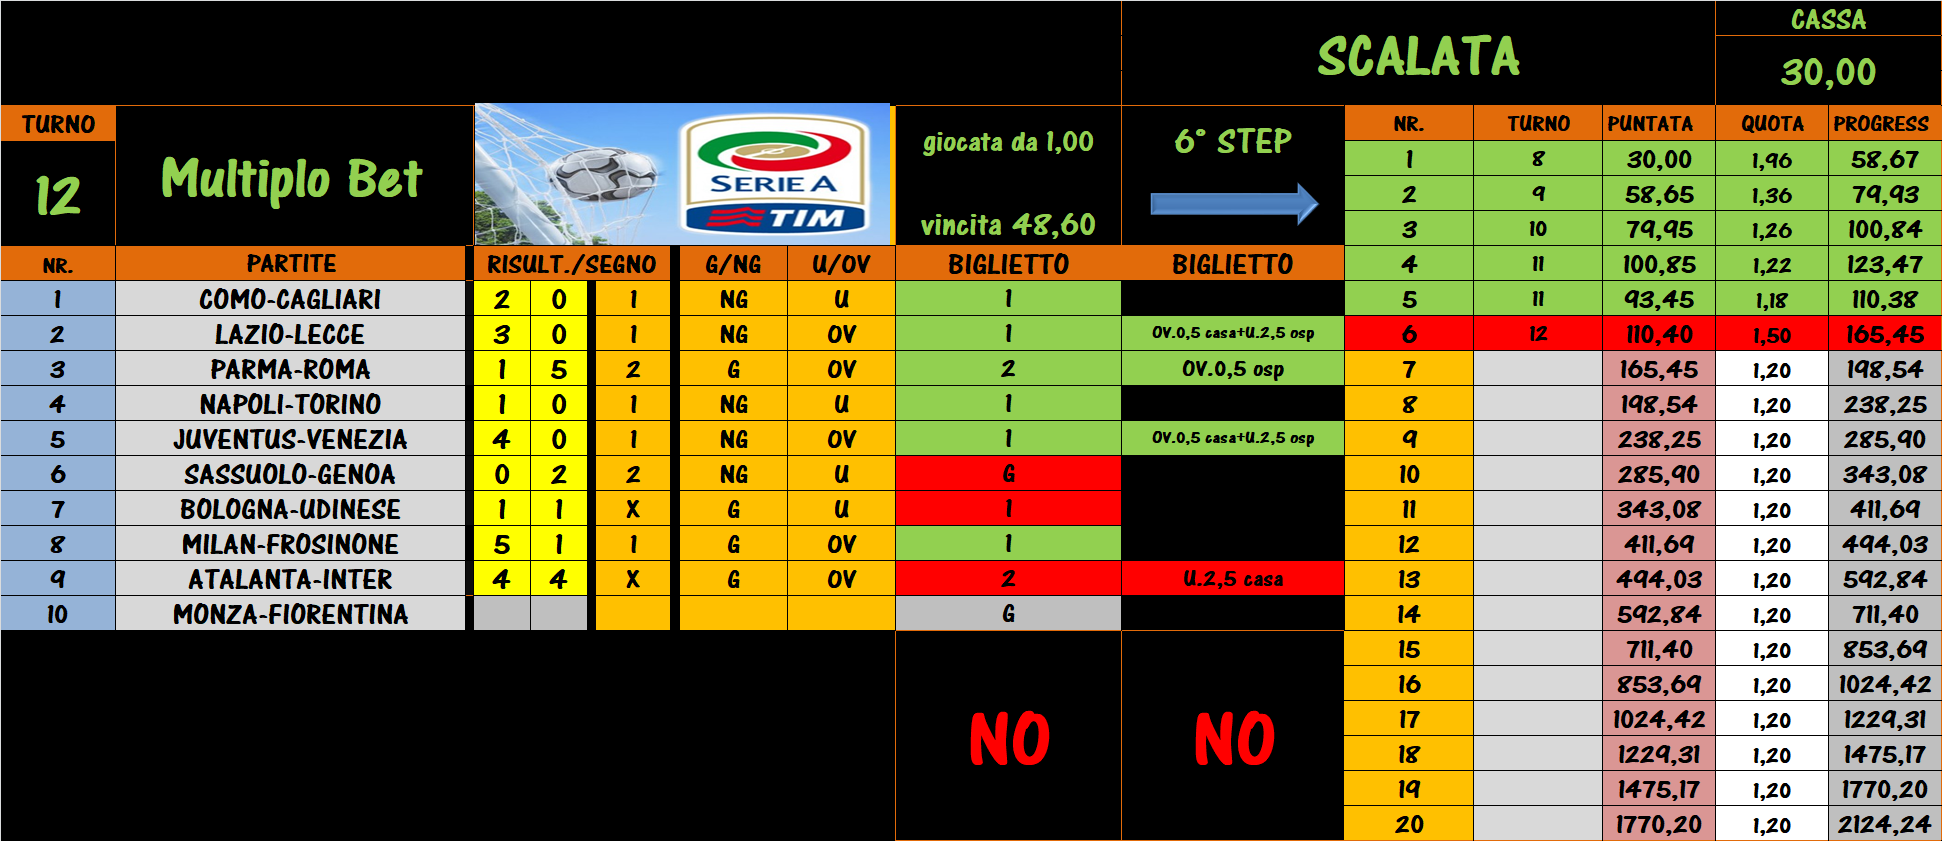 CASSA
SCALATA
30,00
TURNO
12
Multiplo Bet
SERIE A
TIM
giocata da 1,00
vincita 48,60
6° STEP
NR. TURNO PUNTATA QUOTA PROGRESS
1 8 30,00 1,96 58,67
2 9 58,65 1,36 79,93
3 10 79,95 1,26 100,84
4 11 100,85 1,22 123,47
5 11 93,45 1,18 110,38
6 12 110,40 1,50 165,45
7 165,45 1,20 198,54
8 198,54 1,20 238,25
9 238,25 1,20 285,90
10 285,90 1,20 343,08
11 343,08 1,20 411,69
12 411,69 1,20 494,03
13 494,03 1,20 592,84
14 592,84 1,20 711,40
15 711,40 1,20 853,69
16 853,69 1,20 1024,42
17 1024,42 1,20 1229,31
18 1229,31 1,20 1475,17
19 1475,17 1,20 1770,20
20 1770,20 1,20 2124,24
NR. PARTITE RISULT./SEGNO G/NG U/OV BIGLIETTO BIGLIETTO
1 COMO-CAGLIARI 2 0 1 NG U 1
2 LAZIO-LECCE 3 0 1 NG OV 1 OV.0,5 casa+U.2,5 osp
3 PARMA-ROMA 1 5 2 G OV 2 OV.0,5 osp
4 NAPOLI-TORINO 1 0 1 NG U 1
5 JUVENTUS-VENEZIA 4 0 1 NG OV 1 OV.0,5 casa+U.2,5 osp
6 SASSUOLO-GENOA 0 2 2 NG U G
7 BOLOGNA-UDINESE 1 1 X G U 1
8 MILAN-FROSINONE 5 1 1 G OV 1
9 ATALANTA-INTER 4 4 X G OV 2 U.2,5 casa
10 MONZA-FIORENTINA G
NO NO